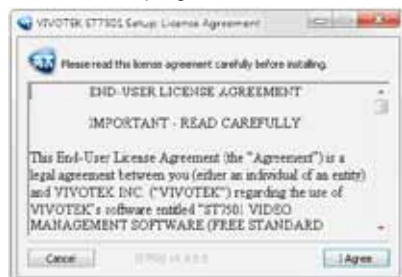 VIVOTEK ST7501 Setup: License Agreement
Please read this license agreement carefully before installing.
END-USER LICENSE AGREEMENT
IMPORTANT - READ CAREFULLY
This End-User License Agreement (the "Agreement") is a
legal agreement between you (either an individual of an entity)
and VIVOTEK INC. ("VIVOTEK") regarding the use of
VIVOTEK's software entitled "ST7501 VIDEO
MANAGEMENT SOFTWARE (FREE STANDARD
Cancel
I Agree